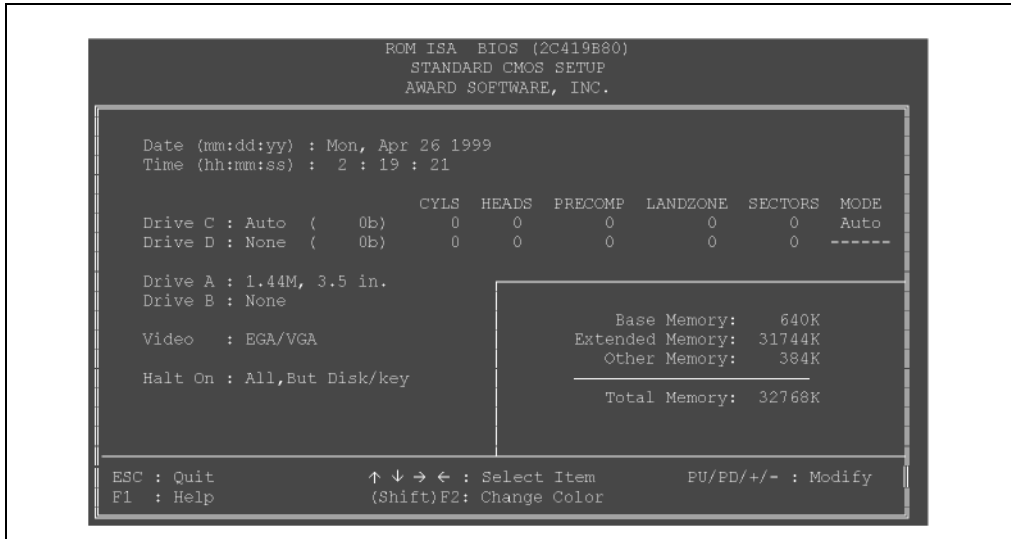 ROM ISA BIOS (2C419B80)
STANDARD CMOS SETUP
AWARD SOFTWARE, INC.
Date (mm:dd:yy) : Mon, Apr 26 1999
Time (hh:mm:ss) : 2 : 19 : 21
CYLS HEADS PRECOMP LANDZONE SECTORS MODE
Drive C : Auto ( 0b) 0 0 0 0 0 Auto
Drive D : None ( 0b) 0 0 0 0 0 ------
Drive A : 1.44M, 3.5 in.
Drive B : None
Video : EGA/VGA
Halt On : All,But Disk/key
Base Memory: 640K
Extended Memory: 31744K
Other Memory: 384K
Total Memory: 32768K
ESC : Quit ↑ ↓ → ← : Select Item PU/PD/+/- : Modify
F1 : Help (Shift)F2: Change Color